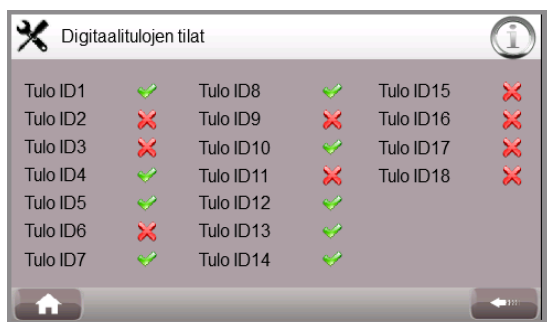 Digitaalitulojen tilat
Tulo ID1 Tulo ID8 Tulo ID15
Tulo ID2 Tulo ID9 Tulo ID16
Tulo ID3 Tulo ID10 Tulo ID17
Tulo ID4 Tulo ID11 Tulo ID18
Tulo ID5 Tulo ID12
Tulo ID6 Tulo ID13
Tulo ID7 Tulo ID14